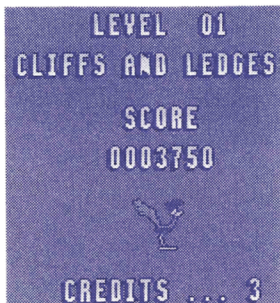 LEVEL 01
CLIFFS AND LEDGES
SCORE
0003750
CREDITS ... 3